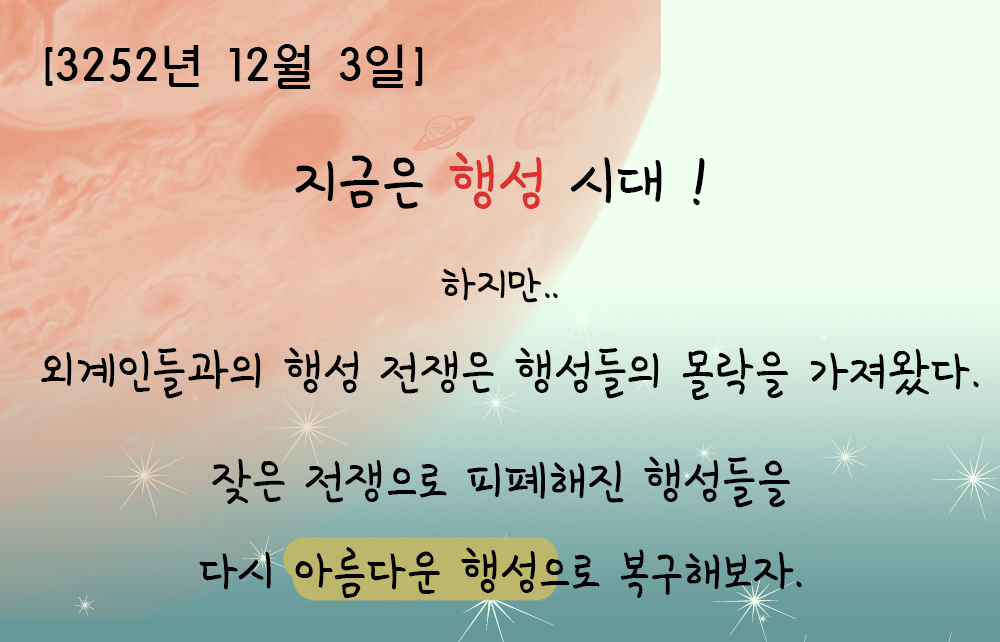 [3252년 12월 3일]
지금은 행성 시대 !
하지만..
외계인들과의 행성 전쟁은 행성들의 몰락을 가져왔다.
잦은 전쟁으로 피폐해진 행성들을
다시 아름다운 행성으로 복구해보자.